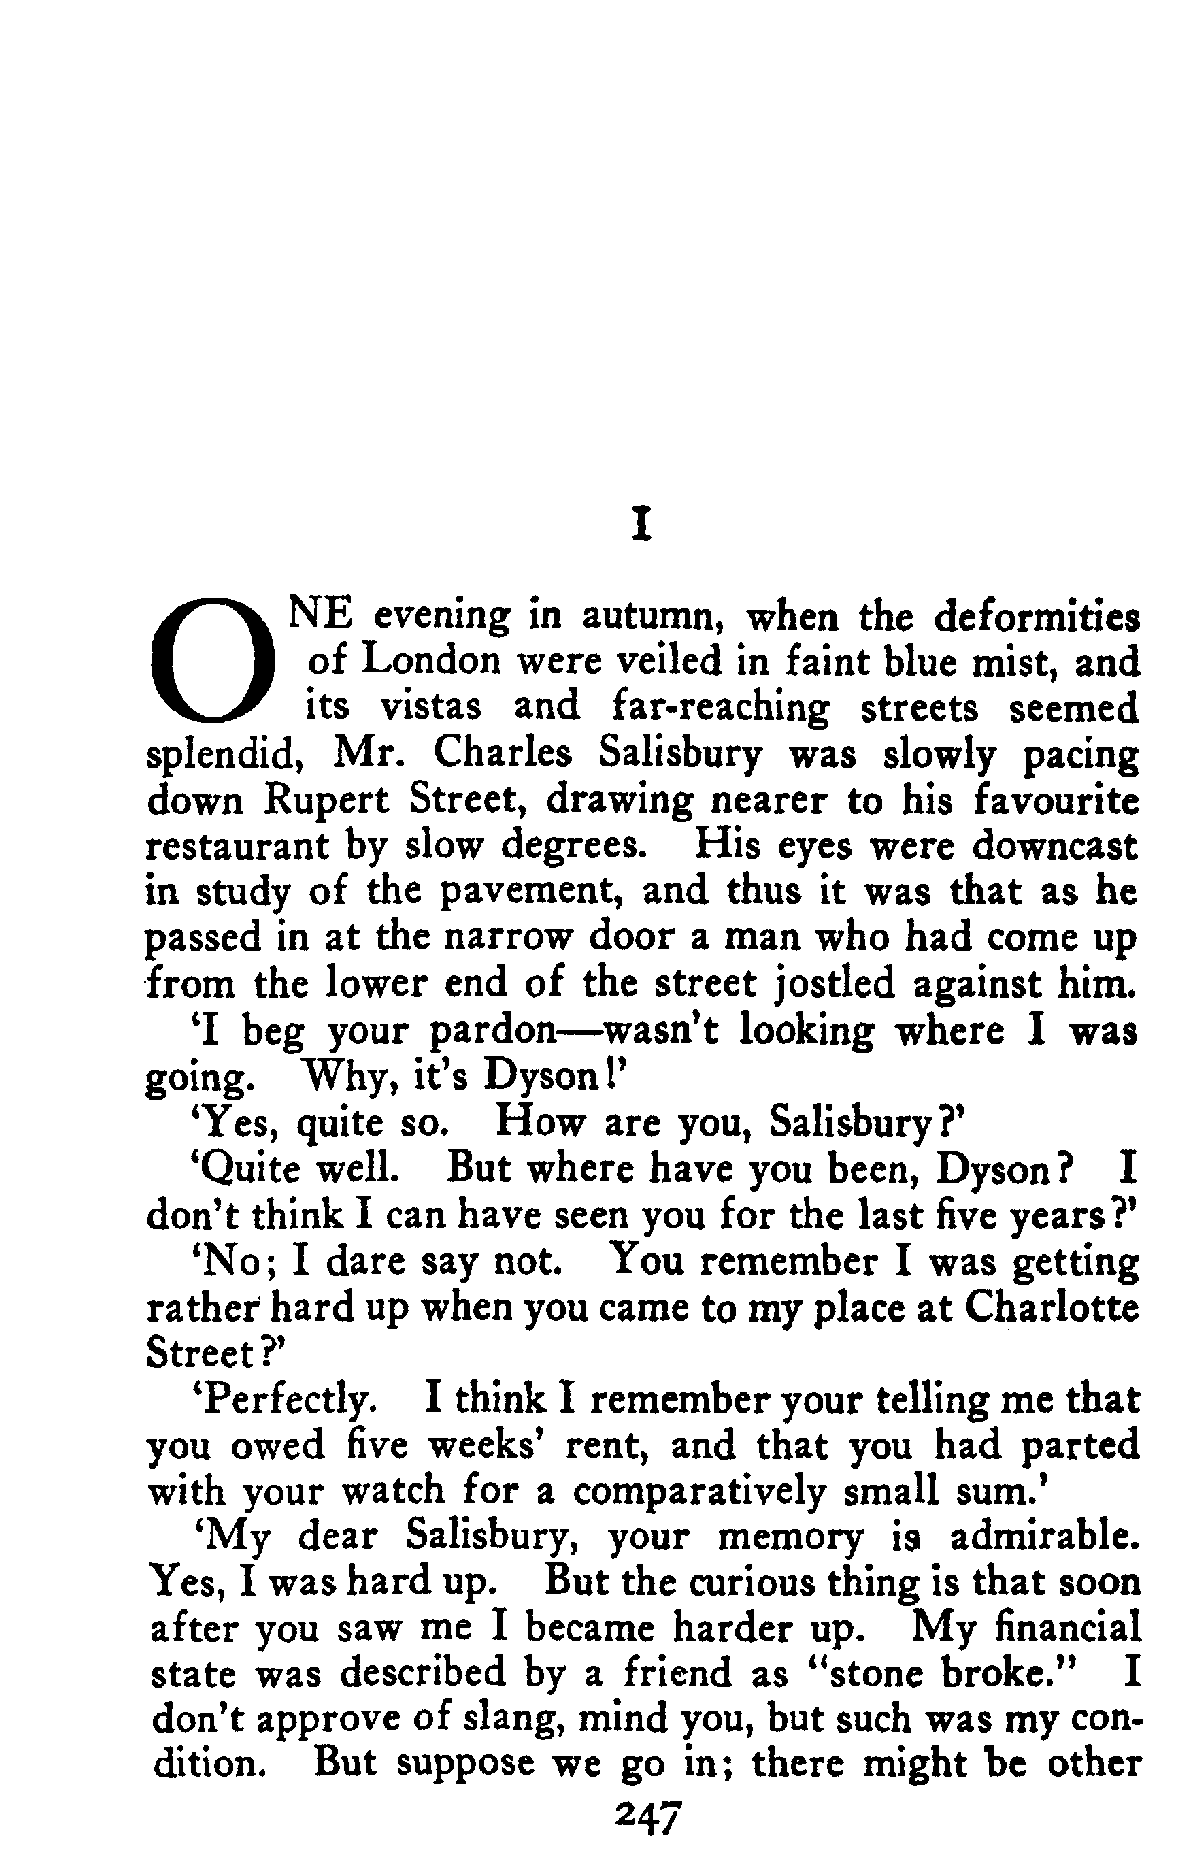 I
ONE evening in autumn, when the deformities
of London were veiled in faint blue mist, and
its vistas and far-reaching streets seemed
splendid, Mr. Charles Salisbury was slowly pacing
down Rupert Street, drawing nearer to his favourite
restaurant by slow degrees. His eyes were downcast
in study of the pavement, and thus it was that as he
passed in at the narrow door a man who had come up
from the lower end of the street jostled against him.
‘I beg your pardon—wasn’t looking where I was
going. Why, it’s Dyson!’
‘Yes, quite so. How are you, Salisbury?’
‘Quite well. But where have you been, Dyson? I
don’t think I can have seen you for the last five years?’
‘No; I dare say not. You remember I was getting
rather hard up when you came to my place at Charlotte
Street?’
‘Perfectly. I think I remember your telling me that
you owed five weeks’ rent, and that you had parted
with your watch for a comparatively small sum.’
‘My dear Salisbury, your memory is admirable.
Yes, I was hard up. But the curious thing is that soon
after you saw me I became harder up. My financial
state was described by a friend as “stone broke.” I
don’t approve of slang, mind you, but such was my con-
dition. But suppose we go in; there might be other
247